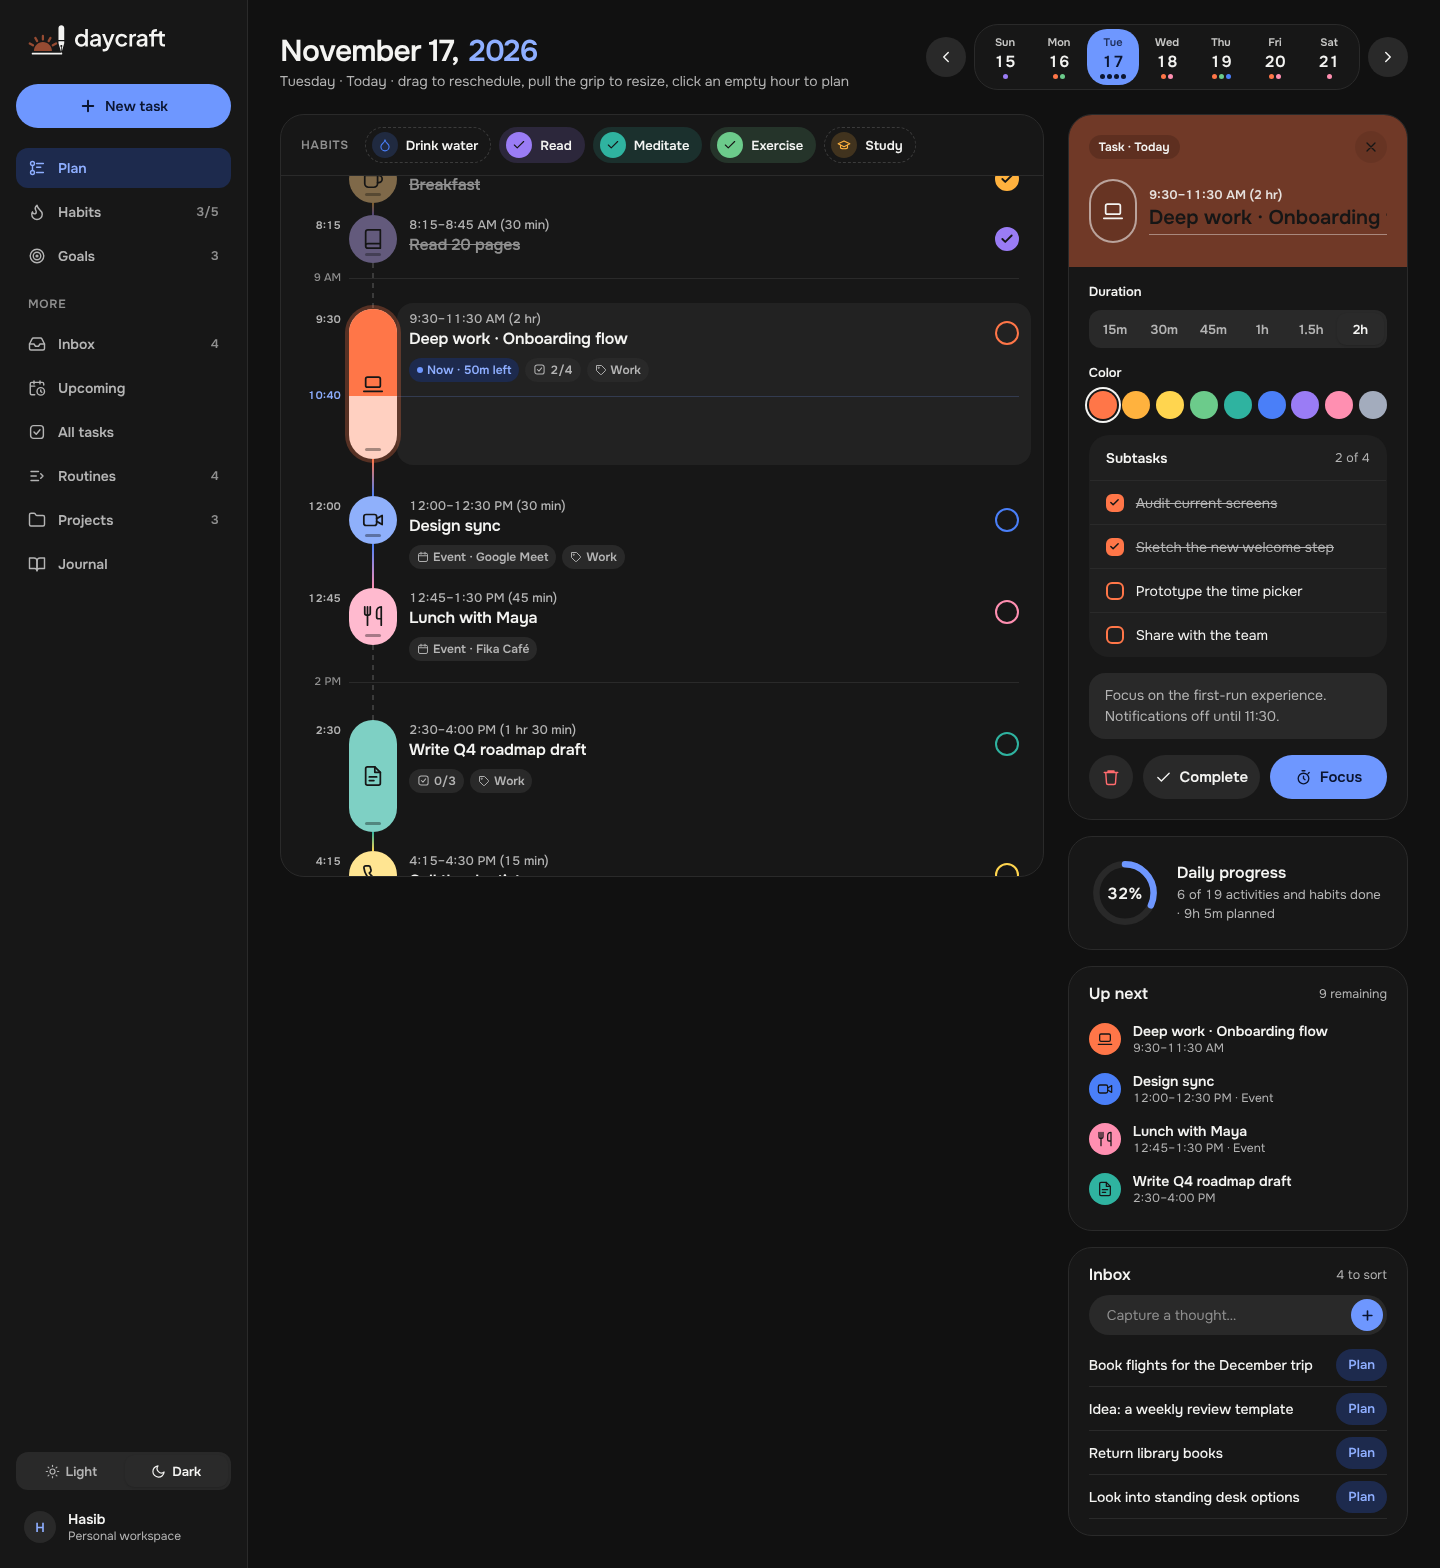 daycraft
New task
Plan
Habits 3/5
Goals 3
MORE
Inbox 4
Upcoming
All tasks
Routines 4
Projects 3
Journal
Light Dark
H
Hasib
Personal workspace
November 17, 2026
Tuesday · Today · drag to reschedule, pull the grip to resize, click an empty hour to plan
Sun Mon Tue Wed Thu Fri Sat
15 16 17 18 19 20 21
HABITS Drink water Read Meditate Exercise Study
Breakfast
8:15 8:15–8:45 AM (30 min)
Read 20 pages
9 AM
9:30 9:30–11:30 AM (2 hr)
Deep work · Onboarding flow
Now · 50m left 2/4 Work
10:40
12:00 12:00–12:30 PM (30 min)
Design sync
Event · Google Meet Work
12:45 12:45–1:30 PM (45 min)
Lunch with Maya
Event · Fika Café
2 PM
2:30 2:30–4:00 PM (1 hr 30 min)
Write Q4 roadmap draft
0/3 Work
4:15 4:15–4:30 PM (15 min)
Task · Today
9:30–11:30 AM (2 hr)
Deep work · Onboarding
Duration
15m 30m 45m 1h 1.5h 2h
Color
Subtasks 2 of 4
Audit current screens
Sketch the new welcome step
Prototype the time picker
Share with the team
Focus on the first-run experience.
Notifications off until 11:30.
Complete Focus
32%
Daily progress
6 of 19 activities and habits done
· 9h 5m planned
Up next 9 remaining
Deep work · Onboarding flow
9:30–11:30 AM
Design sync
12:00–12:30 PM · Event
Lunch with Maya
12:45–1:30 PM · Event
Write Q4 roadmap draft
2:30–4:00 PM
Inbox 4 to sort
Capture a thought...
Book flights for the December trip Plan
Idea: a weekly review template Plan
Return library books Plan
Look into standing desk options Plan